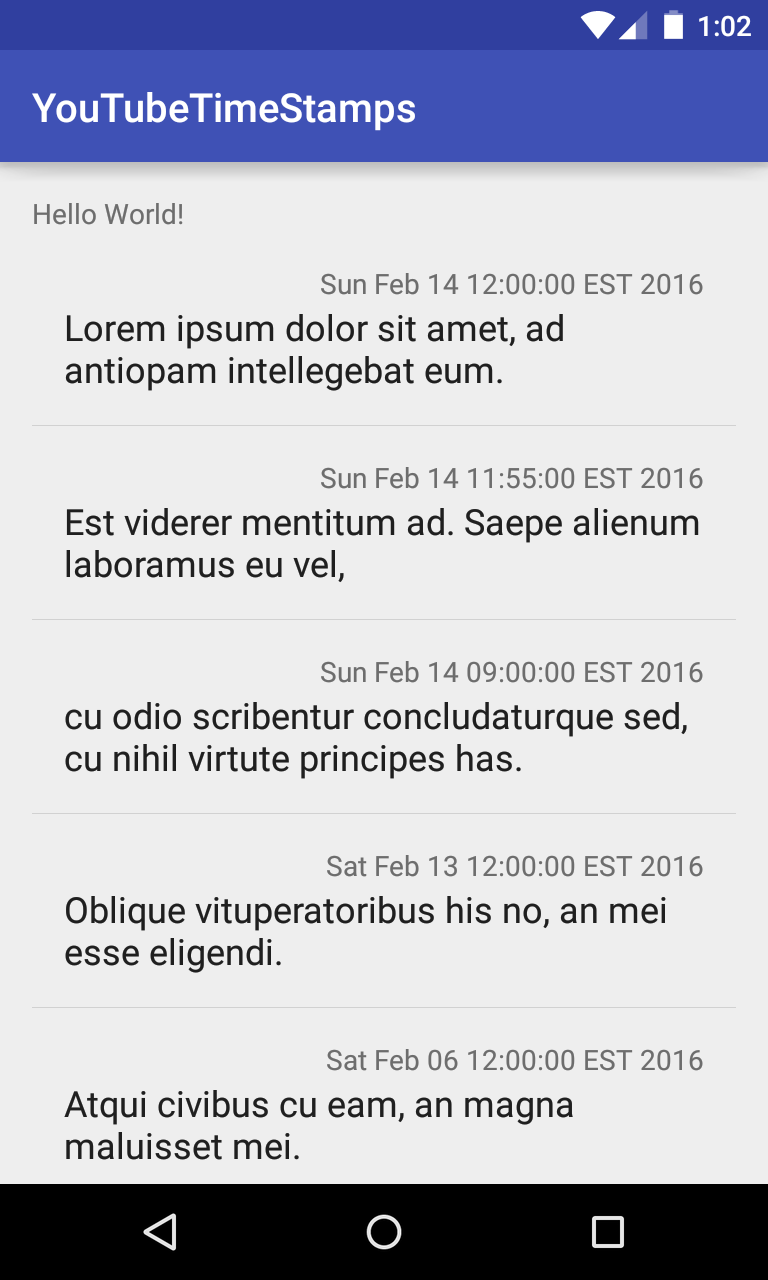 1:02
YouTubeTimeStamps
Hello World!
Sun Feb 14 12:00:00 EST 2016
Lorem ipsum dolor sit amet, ad
antiopam intellegebat eum.
Sun Feb 14 11:55:00 EST 2016
Est viderer mentitum ad. Saepe alienum
laboramus eu vel,
Sun Feb 14 09:00:00 EST 2016
cu odio scribentur concludaturque sed,
cu nihil virtute principes has.
Sat Feb 13 12:00:00 EST 2016
Oblique vituperatoribus his no, an mei
esse eligendi.
Sat Feb 06 12:00:00 EST 2016
Atqui civibus cu eam, an magna
maluisset mei.